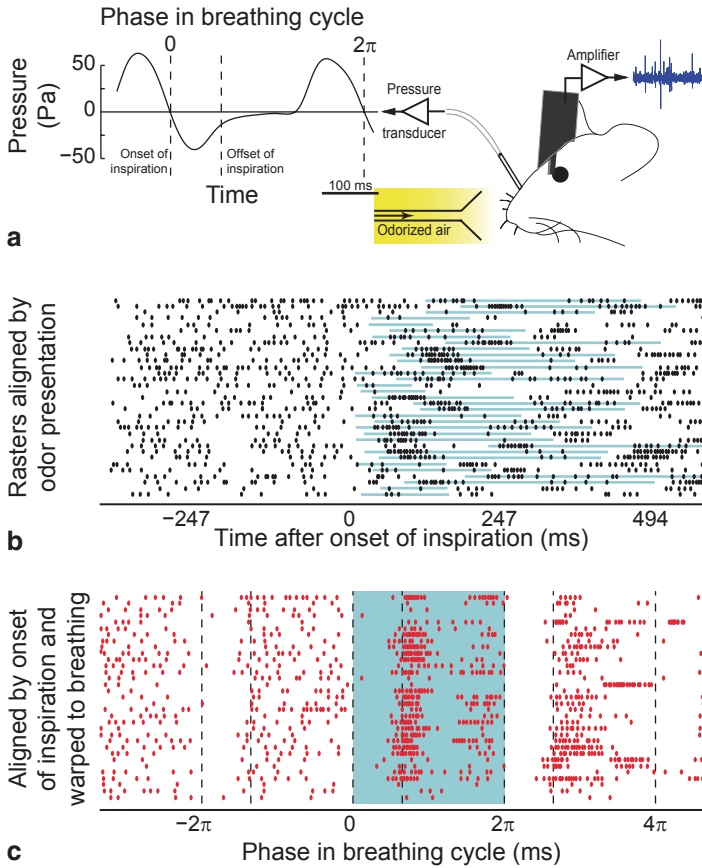 Phase in breathing cycle
0
2π
Pressure
(Pa)
50
0
−50
Onset of
inspiration
Offset of
inspiration
Time
100 ms
Pressure
transducer
Amplifier
Odorized air
a
Rasters aligned by
odor presentation
−247
0
247
494
Time after onset of inspiration (ms)
b
Aligned by onset
of inspiration and
warped to breathing
−2π
0
2π
4π
Phase in breathing cycle (ms)
c